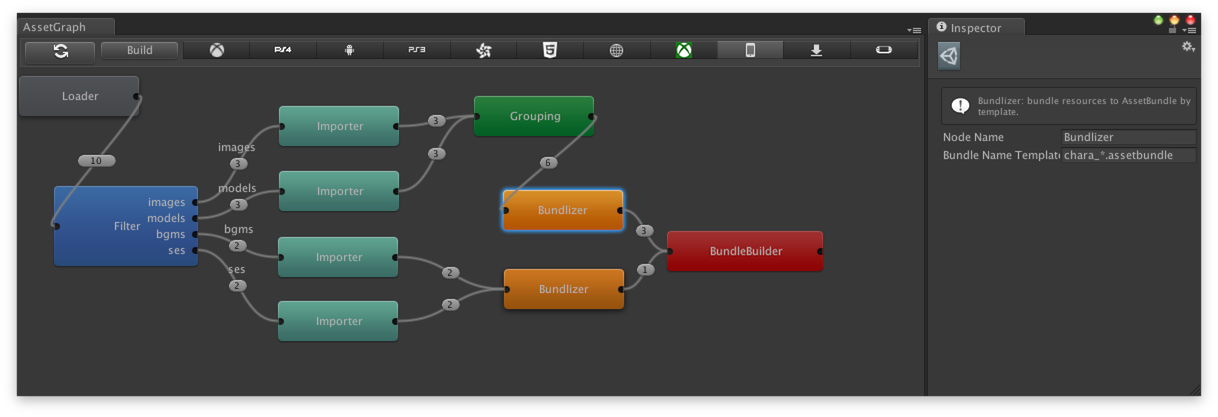 AssetGraph
Build
PS4
PS3
Loader
10
Filter
images
models
bgms
ses
images
3
models
3
bgms
2
ses
2
Importer
Importer
Importer
Importer
3
3
2
2
Grouping
6
Bundlizer
Bundlizer
3
1
BundleBuilder
Inspector
Bundlizer: bundle resources to AssetBundle by
template.
Node Name Bundlizer
Bundle Name Template chara_*.assetbundle